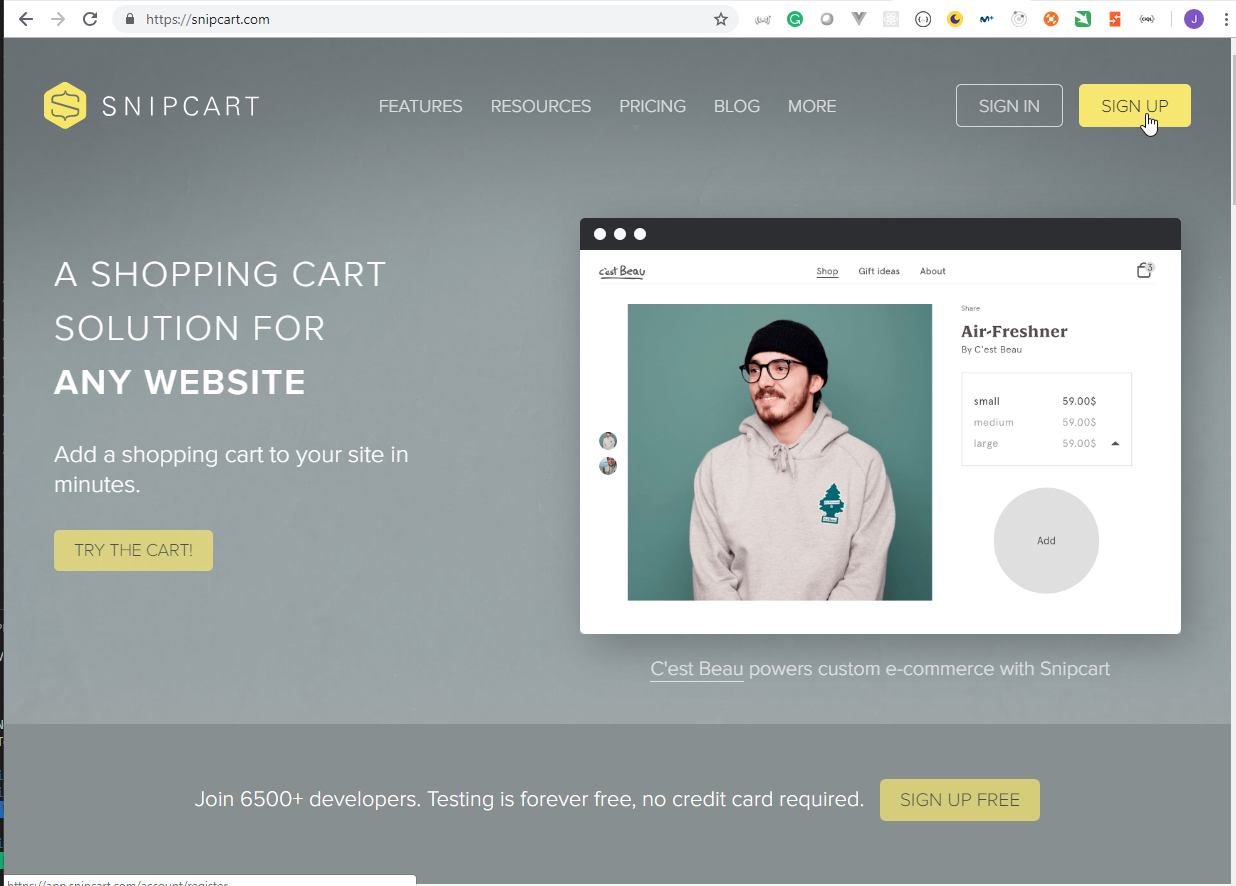 https://snipcart.com
J
SNIPCART
FEATURES
RESOURCES
PRICING
BLOG
MORE
SIGN IN
SIGN UP
A SHOPPING CART
SOLUTION FOR
ANY WEBSITE
Add a shopping cart to your site in
minutes.
TRY THE CART!
c'est Beau
Shop
Gift ideas
About
3
Share
Air-Freshner
By C'est Beau
small 59.00$
medium 59.00$
large 59.00$
Add
C'est Beau powers custom e-commerce with Snipcart
Join 6500+ developers. Testing is forever free, no credit card required.
SIGN UP FREE
https://app.snipcart.com/account/register